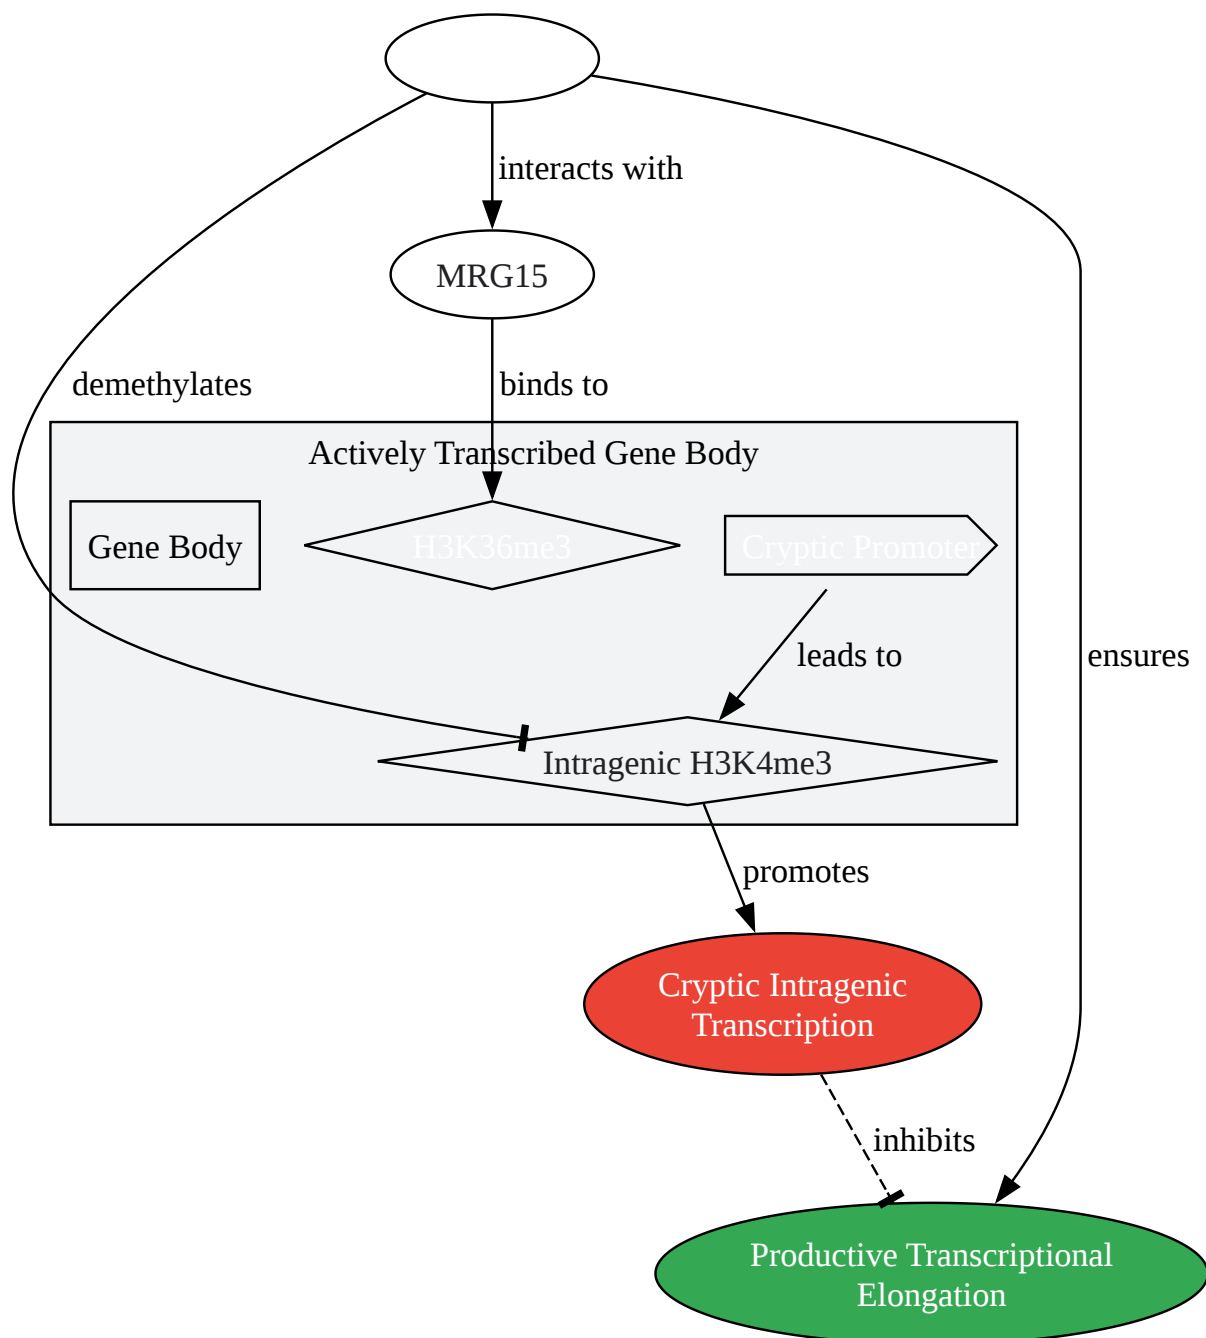 interacts with
MRG15
demethylates
binds to
Actively Transcribed Gene Body
Gene Body
H3K36me3
Cryptic Promoter
leads to
ensures
Intragenic H3K4me3
promotes
Cryptic Intragenic
Transcription
inhibits
Productive Transcriptional
Elongation